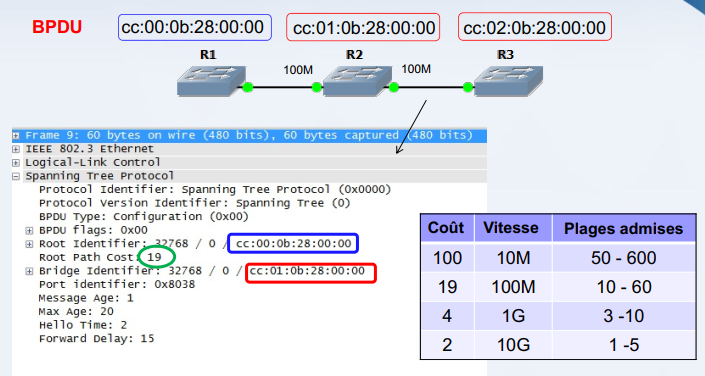 BPDU cc:00:0b:28:00:00 cc:01:0b:28:00:00 cc:02:0b:28:00:00
R1 R2 R3
100M 100M
Frame 9: 60 bytes on wire (480 bits), 60 bytes captured (480 bits)
IEEE 802.3 Ethernet
Logical-Link Control
Spanning Tree Protocol
Protocol Identifier: Spanning Tree Protocol (0x0000)
Protocol Version Identifier: Spanning Tree (0)
BPDU Type: Configuration (0x00)
BPDU flags: 0x00
Root Identifier: 32768 / 0 / cc:00:0b:28:00:00
Root Path Cost: 19
Bridge Identifier: 32768 / 0 / cc:01:0b:28:00:00
Port identifier: 0x8038
Message Age: 1
Max Age: 20
Hello Time: 2
Forward Delay: 15
Coût Vitesse Plages admises
100 10M 50 - 600
19 100M 10 - 60
4 1G 3 -10
2 10G 1 -5